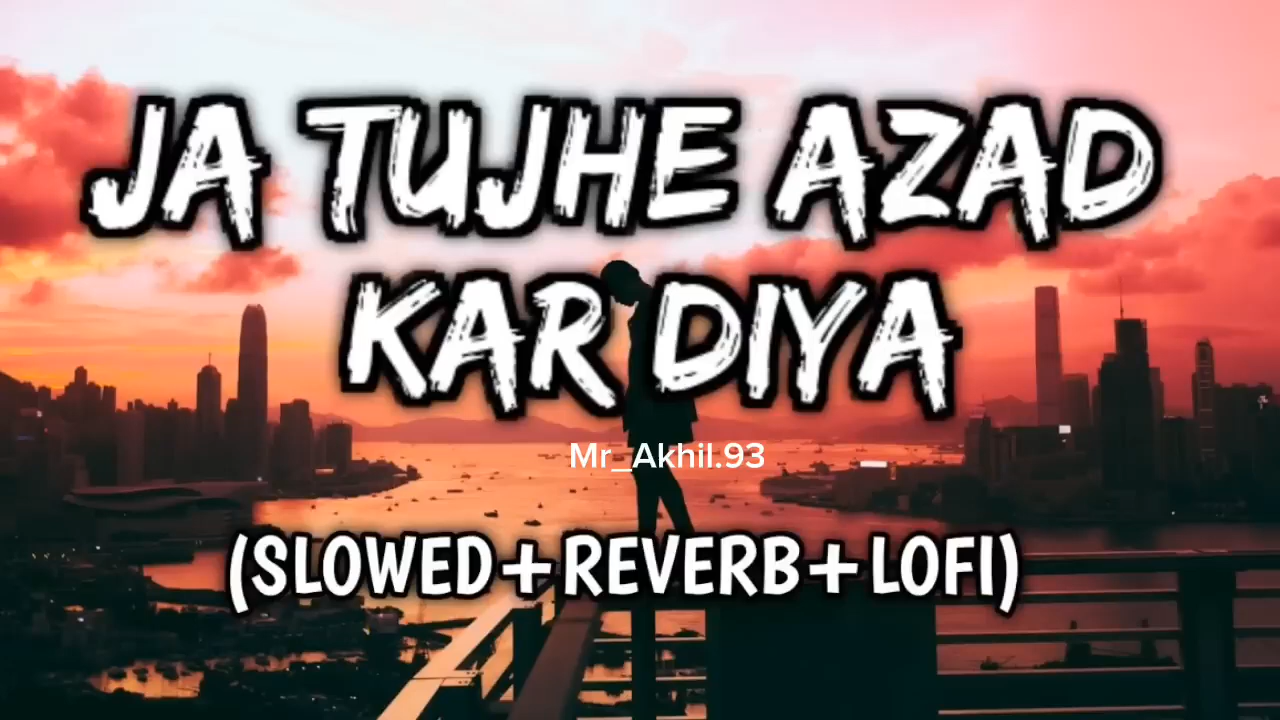 JA TUJHE AZAD
KAR DIYA
Mr_Akhil.93
(SLOWED+REVERB+LOFI)